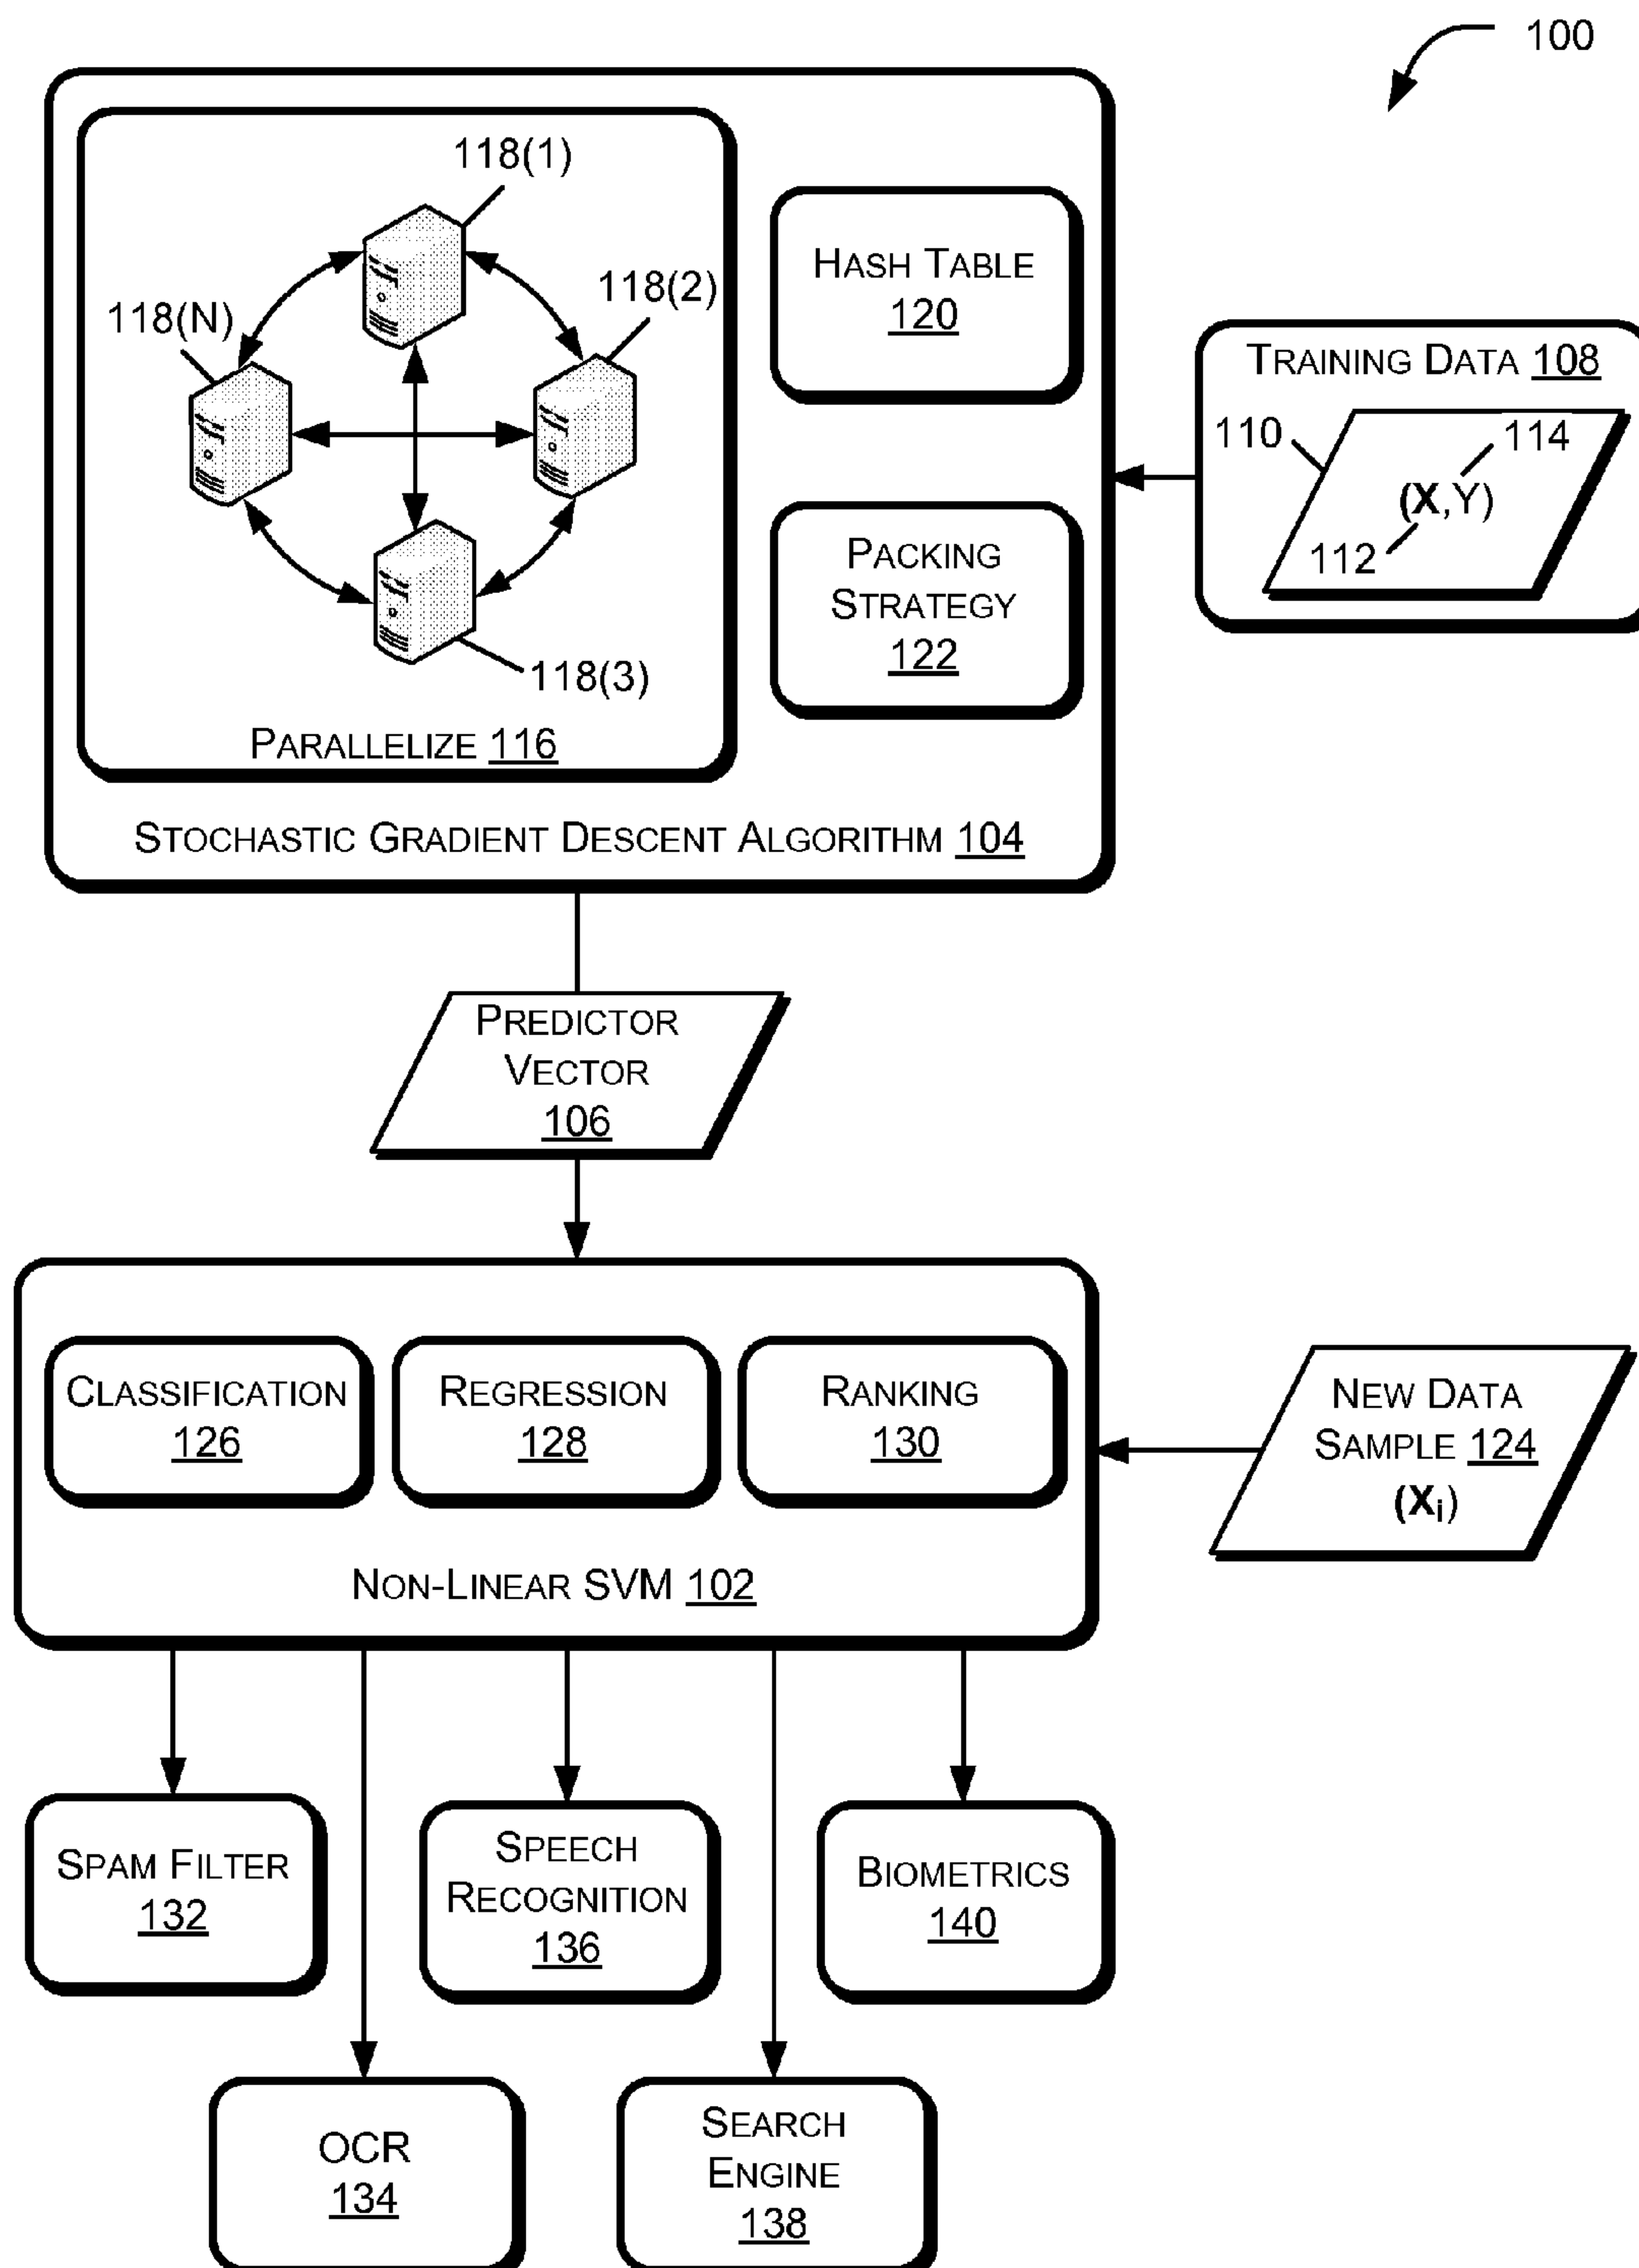 100
118(1)
118(2)
118(N)
118(3)
PARALLELIZE 116
HASH TABLE
120
PACKING
STRATEGY
122
STOCHASTIC GRADIENT DESCENT ALGORITHM 104
TRAINING DATA 108
110
114
(X,Y)
112
PREDICTOR
VECTOR
106
CLASSIFICATION
126
REGRESSION
128
RANKING
130
NON-LINEAR SVM 102
NEW DATA
SAMPLE 124
(Xi)
SPAM FILTER
132
SPEECH
RECOGNITION
136
BIOMETRICS
140
OCR
134
SEARCH
ENGINE
138